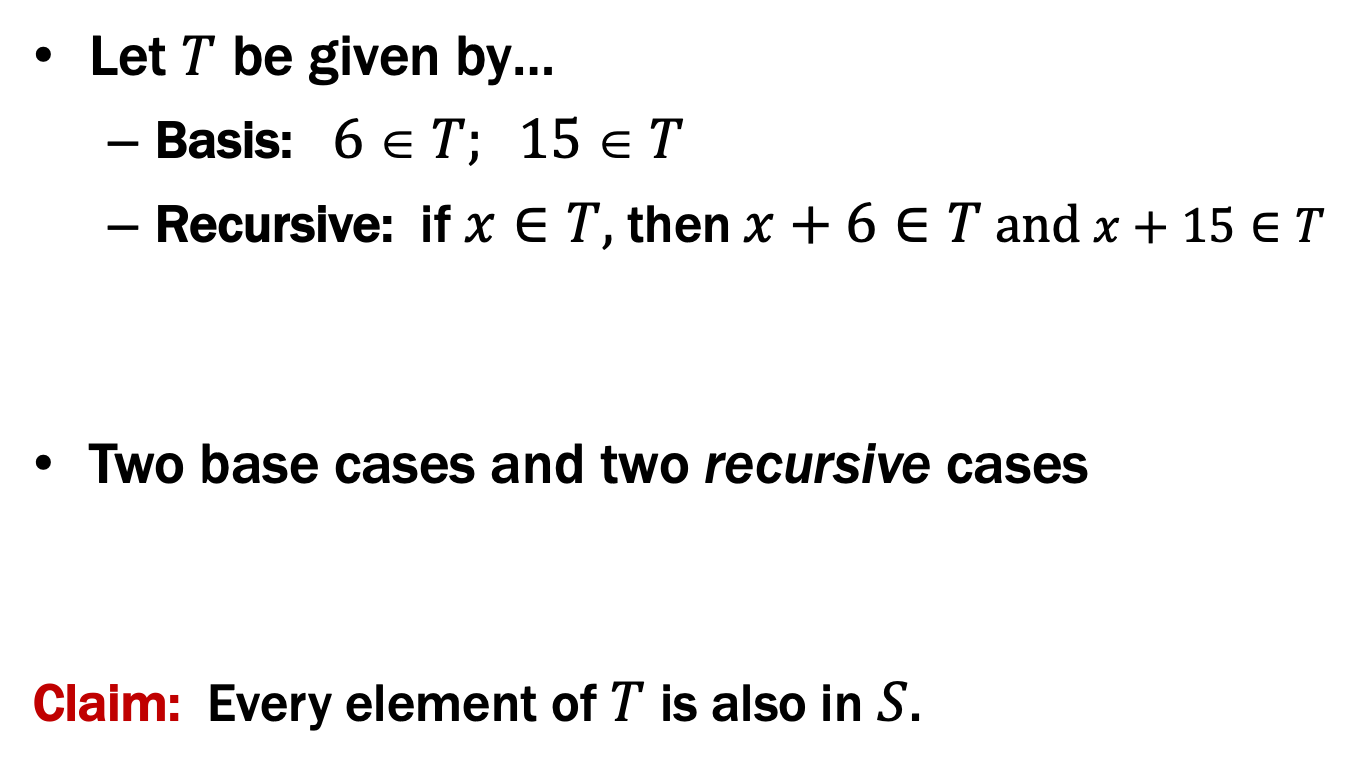 • Let 𝑇 be given by...
– Basis: 6 ∈ 𝑇; 15 ∈ 𝑇
– Recursive: if 𝑥 ∈ 𝑇, then 𝑥 + 6 ∈ 𝑇 and 𝑥 + 15 ∈ 𝑇
• Two base cases and two recursive cases
Claim: Every element of 𝑇 is also in 𝑆.